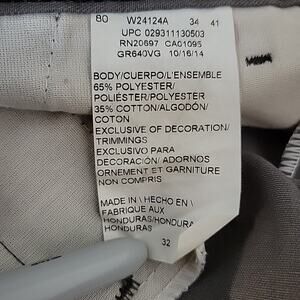 80 W24124A 34 41
UPC 029311130503
RN20697 CA01095
GR640VG 10/16/14
BODY/CUERPO/L'ENSEMBLE
65% POLYESTER/
POLIÉSTER/POLYESTER
35% COTTON/ALGODÓN/
COTON
EXCLUSIVE OF DECORATION/
TRIMMINGS
EXCLUSIVO PARA
DECORACIÓN/ ADORNOS
ORNEMENT ET GARNITURE
NON COMPRIS
MADE IN \ HECHO EN \
FABRIQUE AUX
HONDURAS/HONDURA
HONDURAS
32